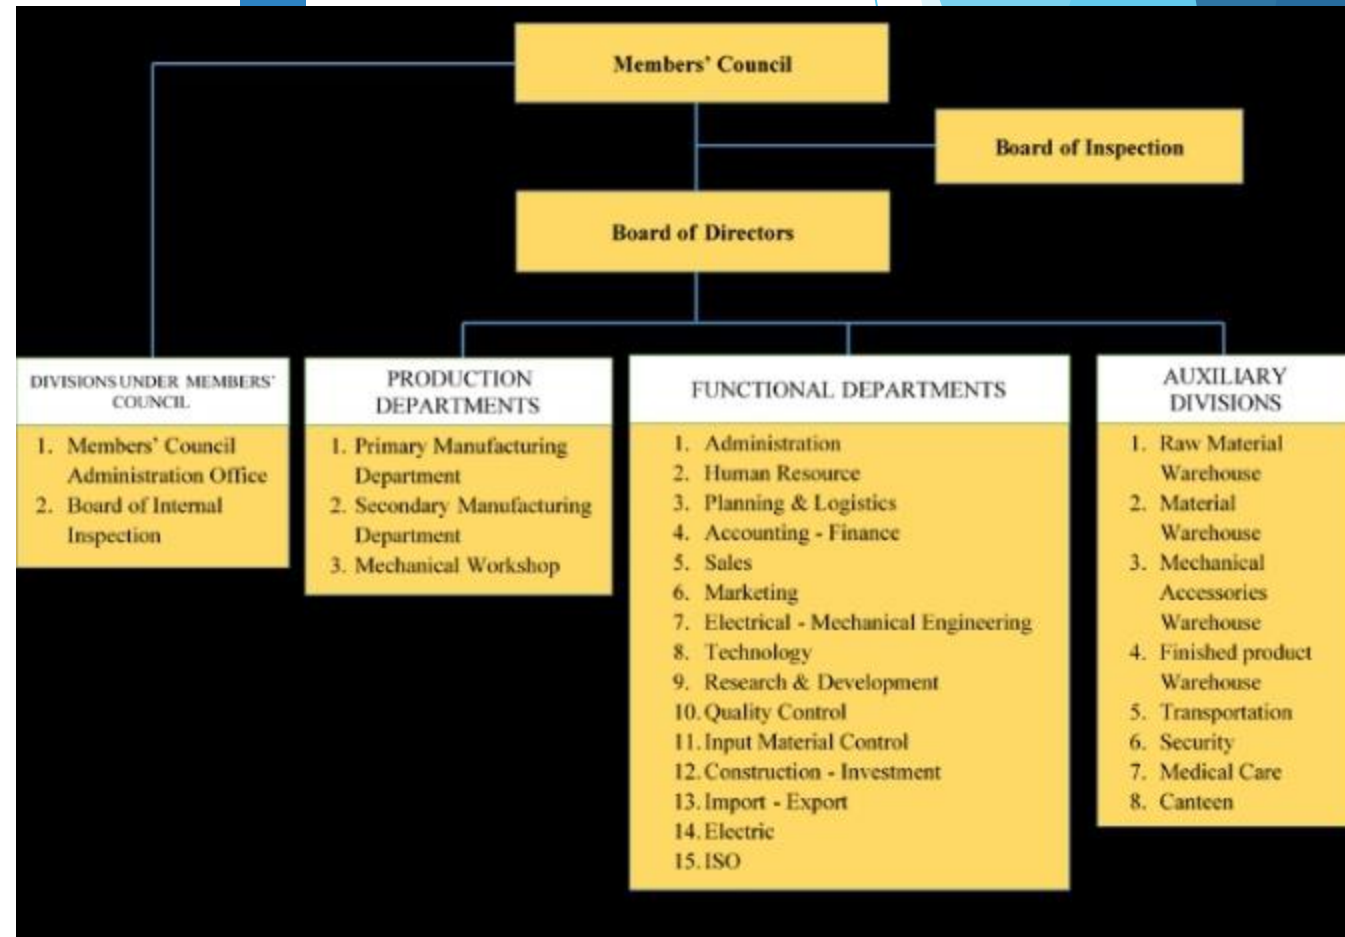 Members’ Council
Board of Inspection
Board of Directors
DIVISIONS UNDER MEMBERS’
COUNCIL
1. Members’ Council
Administration Office
2. Board of Internal
Inspection
PRODUCTION
DEPARTMENTS
1. Primary Manufacturing
Department
2. Secondary Manufacturing
Department
3. Mechanical Workshop
FUNCTIONAL DEPARTMENTS
1. Administration
2. Human Resource
3. Planning & Logistics
4. Accounting - Finance
5. Sales
6. Marketing
7. Electrical - Mechanical Engineering
8. Technology
9. Research & Development
10. Quality Control
11. Input Material Control
12. Construction - Investment
13. Import - Export
14. Electric
15. ISO
AUXILIARY
DIVISIONS
1. Raw Material
Warehouse
2. Material
Warehouse
3. Mechanical
Accessories
Warehouse
4. Finished product
Warehouse
5. Transportation
6. Security
7. Medical Care
8. Canteen